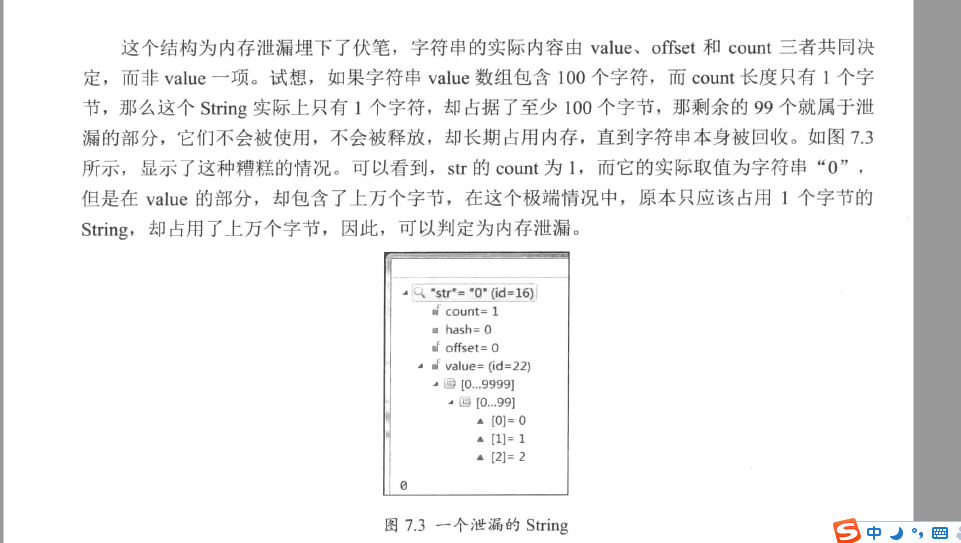 这个结构为内存泄漏埋下了伏笔，字符串的实际内容由 value、offset 和 count 三者共同决
定，而非 value 一项。试想，如果字符串 value 数组包含 100 个字符，而 count 长度只有 1 个字
节，那么这个 String 实际上只有 1 个字符，却占据了至少 100 个字节，那剩余的 99 个就属于泄
漏的部分，它们不会被使用，不会被释放，却长期占用内存，直到字符串本身被回收。如图 7.3
所示，显示了这种糟糕的情况。可以看到，str 的 count 为 1，而它的实际取值为字符串“0”，
但是在 value 的部分，却包含了上万个字节，在这个极端情况中，原本只应该占用 1 个字节的
String，却占用了上万个字节，因此，可以判定为内存泄漏。
"str"= "0" (id=16)
count= 1
hash= 0
offset= 0
value= (id=22)
[0...9999]
[0...99]
[0]= 0
[1]= 1
[2]= 2
0
图 7.3 一个泄漏的 String
S 中